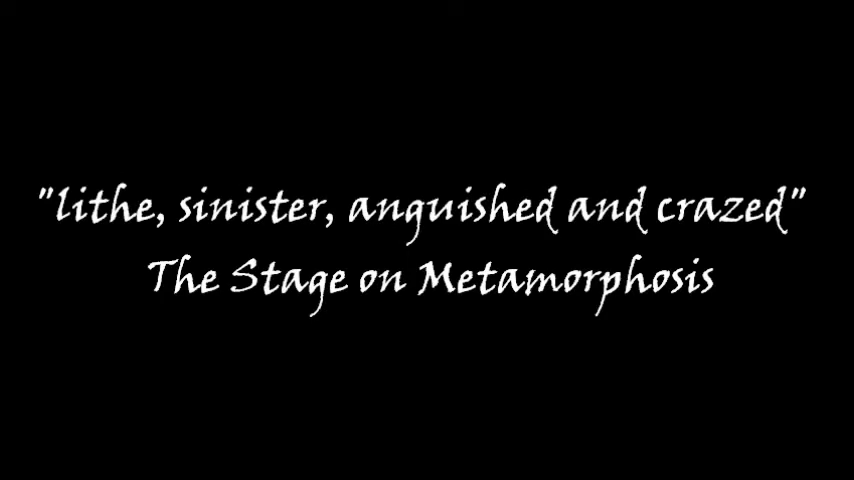 "lithe, sinister, anguished and crazed"
The Stage on Metamorphosis